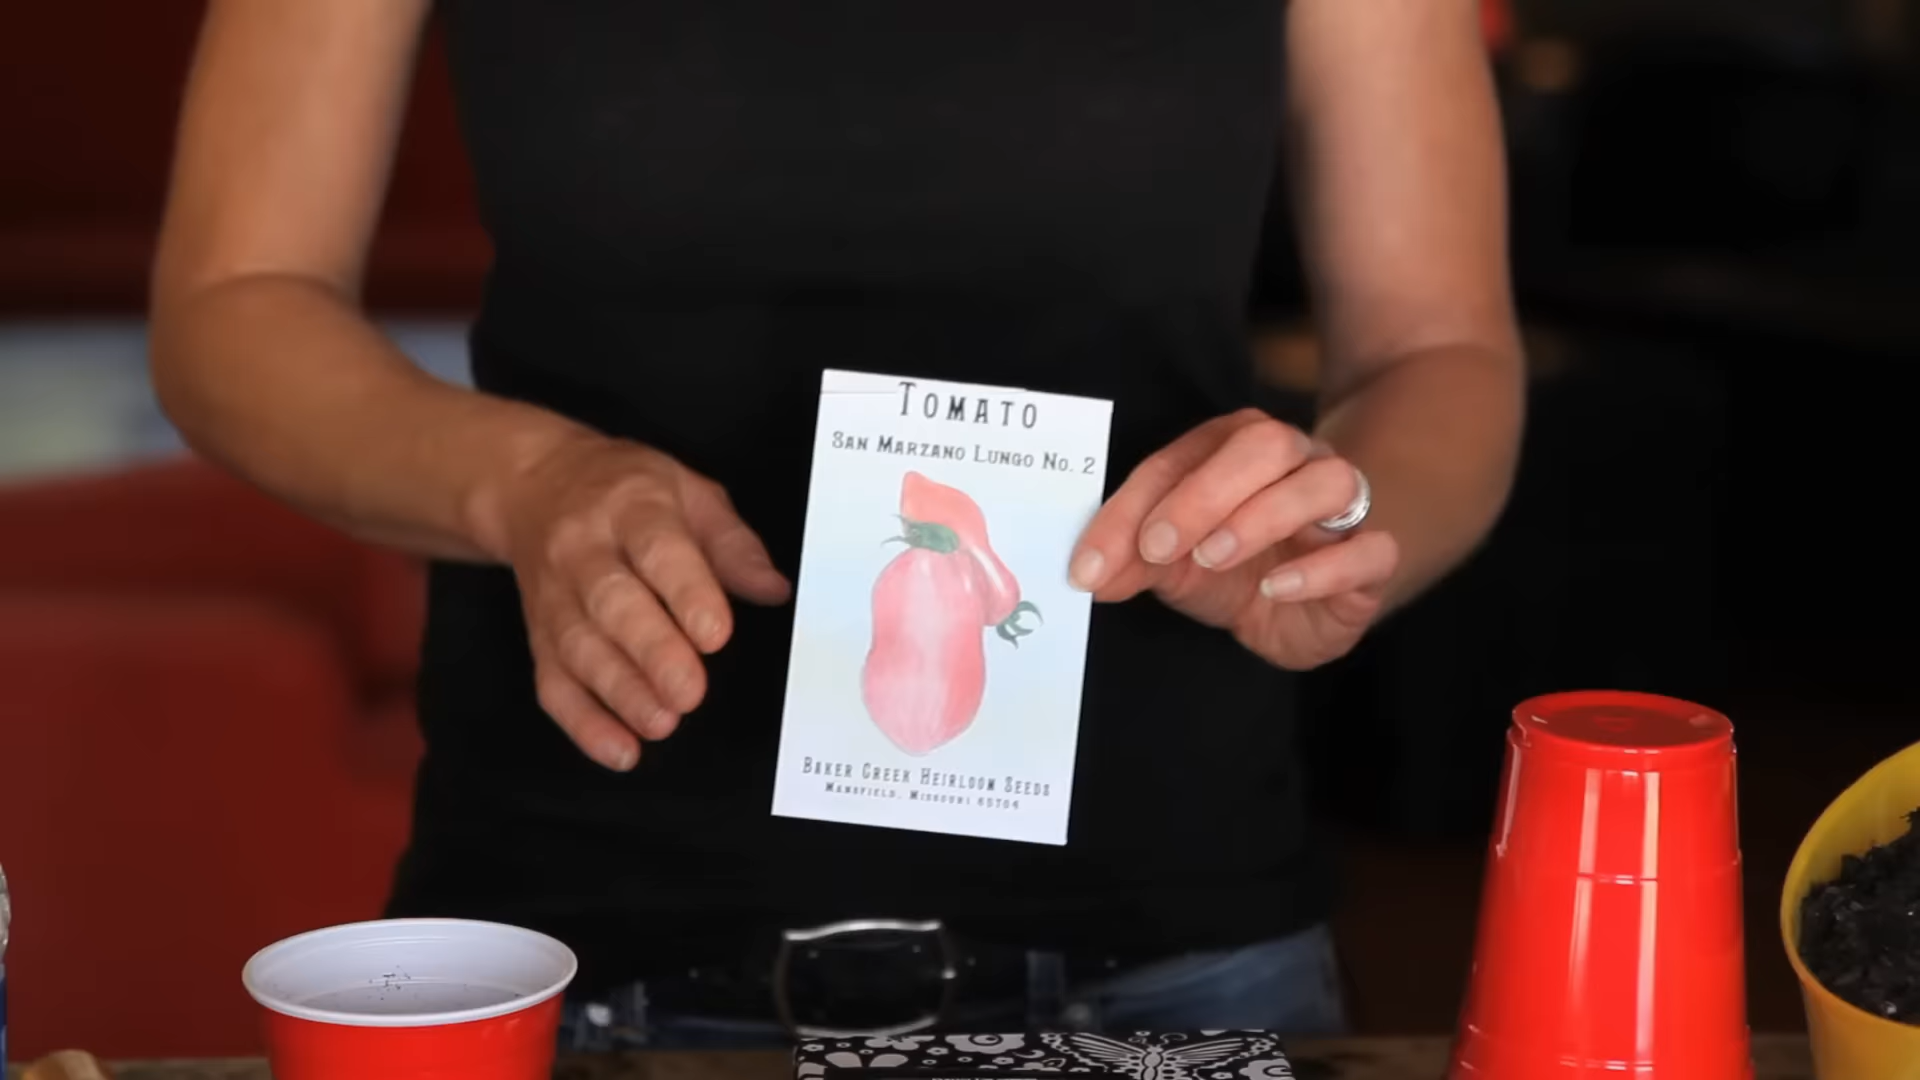 Tomato
San Marzano Lungo No. 2
Baker Creek Heirloom Seeds
Mansfield, Missouri 65704